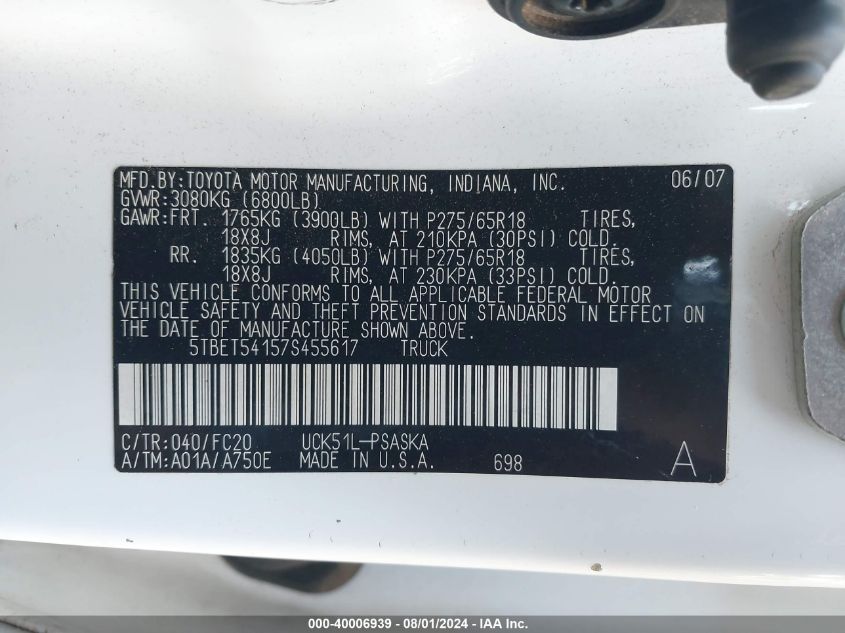 MFD.BY:TOYOTA MOTOR MANUFACTURING, INDIANA, INC. 06/07
GVWR:3080KG (6800LB)
GAWR:FRT. 1765KG (3900LB) WITH P275/65R18 TIRES,
18X8J RIMS, AT 210KPA (30PSI) COLD.
RR. 1835KG (4050LB) WITH P275/65R18 TIRES,
18X8J RIMS, AT 230KPA (33PSI) COLD.
THIS VEHICLE CONFORMS TO ALL APPLICABLE FEDERAL MOTOR
VEHICLE SAFETY AND THEFT PREVENTION STANDARDS IN EFFECT ON
THE DATE OF MANUFACTURE SHOWN ABOVE.
5TBET54157S455617 TRUCK
C/TR:040/FC20 UCK51L-PSASKA
A/TM:A01A/A750E MADE IN U.S.A. 698 A
000-40006939 - 08/01/2024 - IAA Inc.